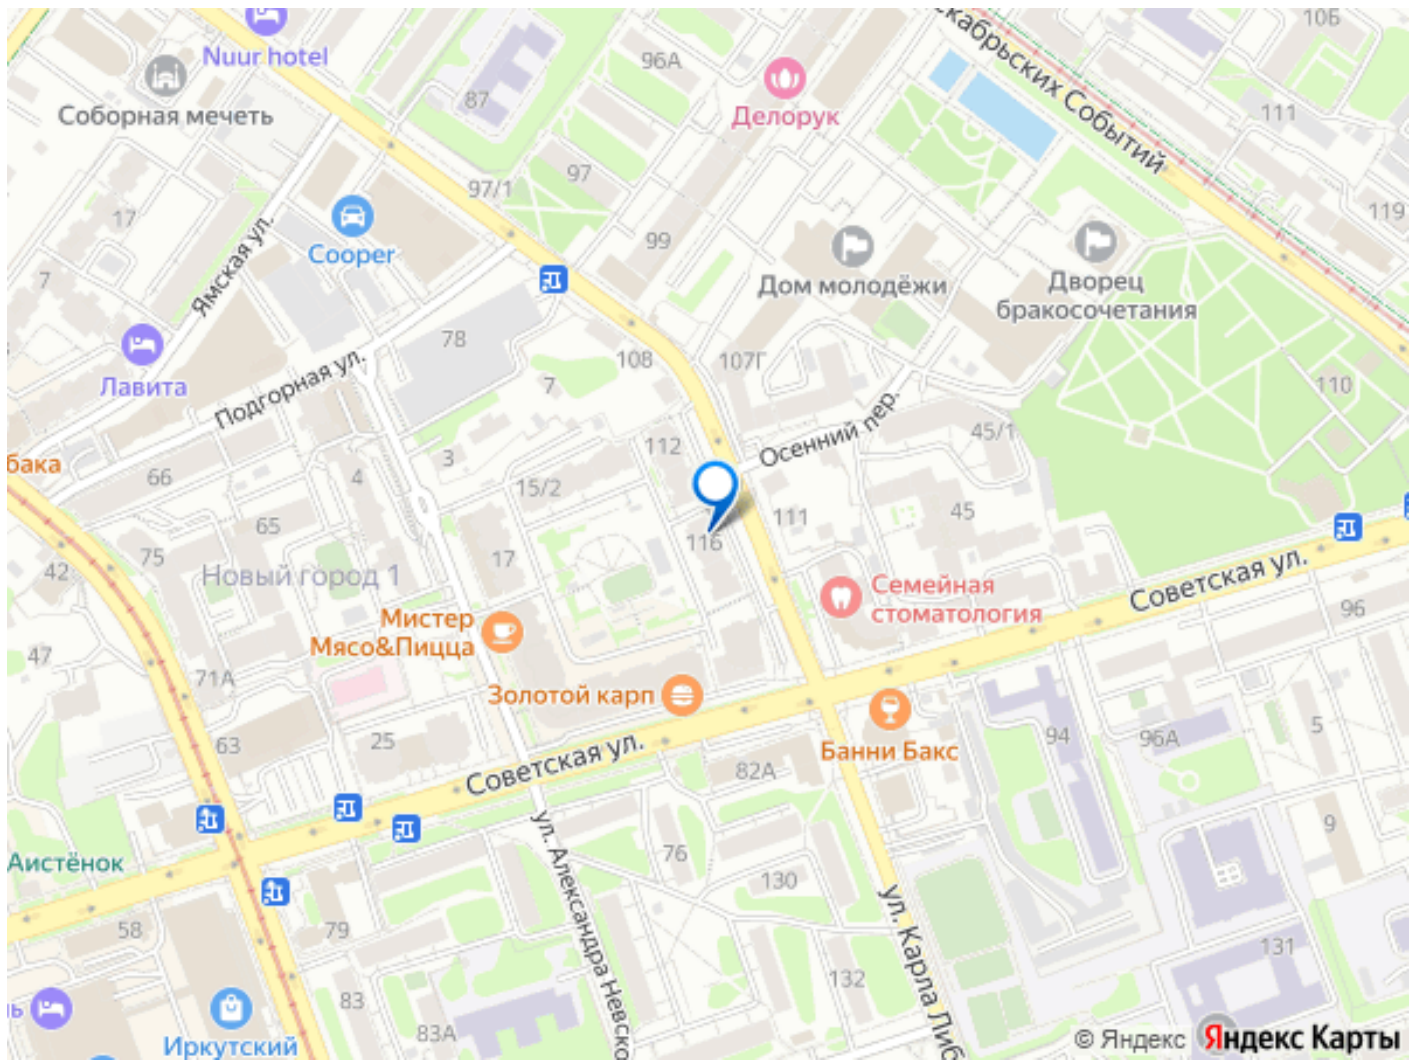 Nuur hotel
Соборная мечеть
96А
87
Делорук
10Б
кабрьских Событий
111
97/1
97
17
119
Ямская ул.
Cooper
99
Дом молодёжи
Дворец
бракосочетания
7
Лавита
78
108
107Г
7
110
Подгорная ул.
Осенний пер.
45/1
бака
66
3
4
112
15/2
65
45
111
116
75
42
17
Новый город 1
Семейная
стоматология
Советская ул.
96
Мистер
Мясо&Пицца
47
71А
Золотой карп
63
25
Советская ул.
82А
Банни Бакс
94
96А
5
9
Аистёнок
76
130
ул. Александра Невско
ул. Карла Либ
58
79
131
132
83
83А
ь
Иркутский
© Яндекс Яндекс Карты